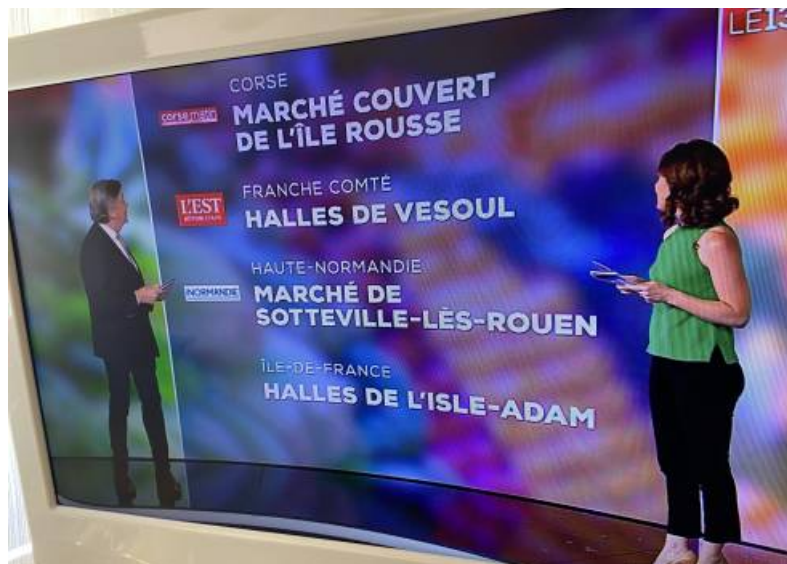 LE13
CORSE
corse matin
MARCHÉ COUVERT
DE L'ÎLE ROUSSE
FRANCHE COMTÉ
L'EST
RÉPUBLICAIN
HALLES DE VESOUL
HAUTE-NORMANDIE
NORMANDIE
MARCHÉ DE
SOTTEVILLE-LÈS-ROUEN
ÎLE-DE-FRANCE
HALLES DE L'ISLE-ADAM